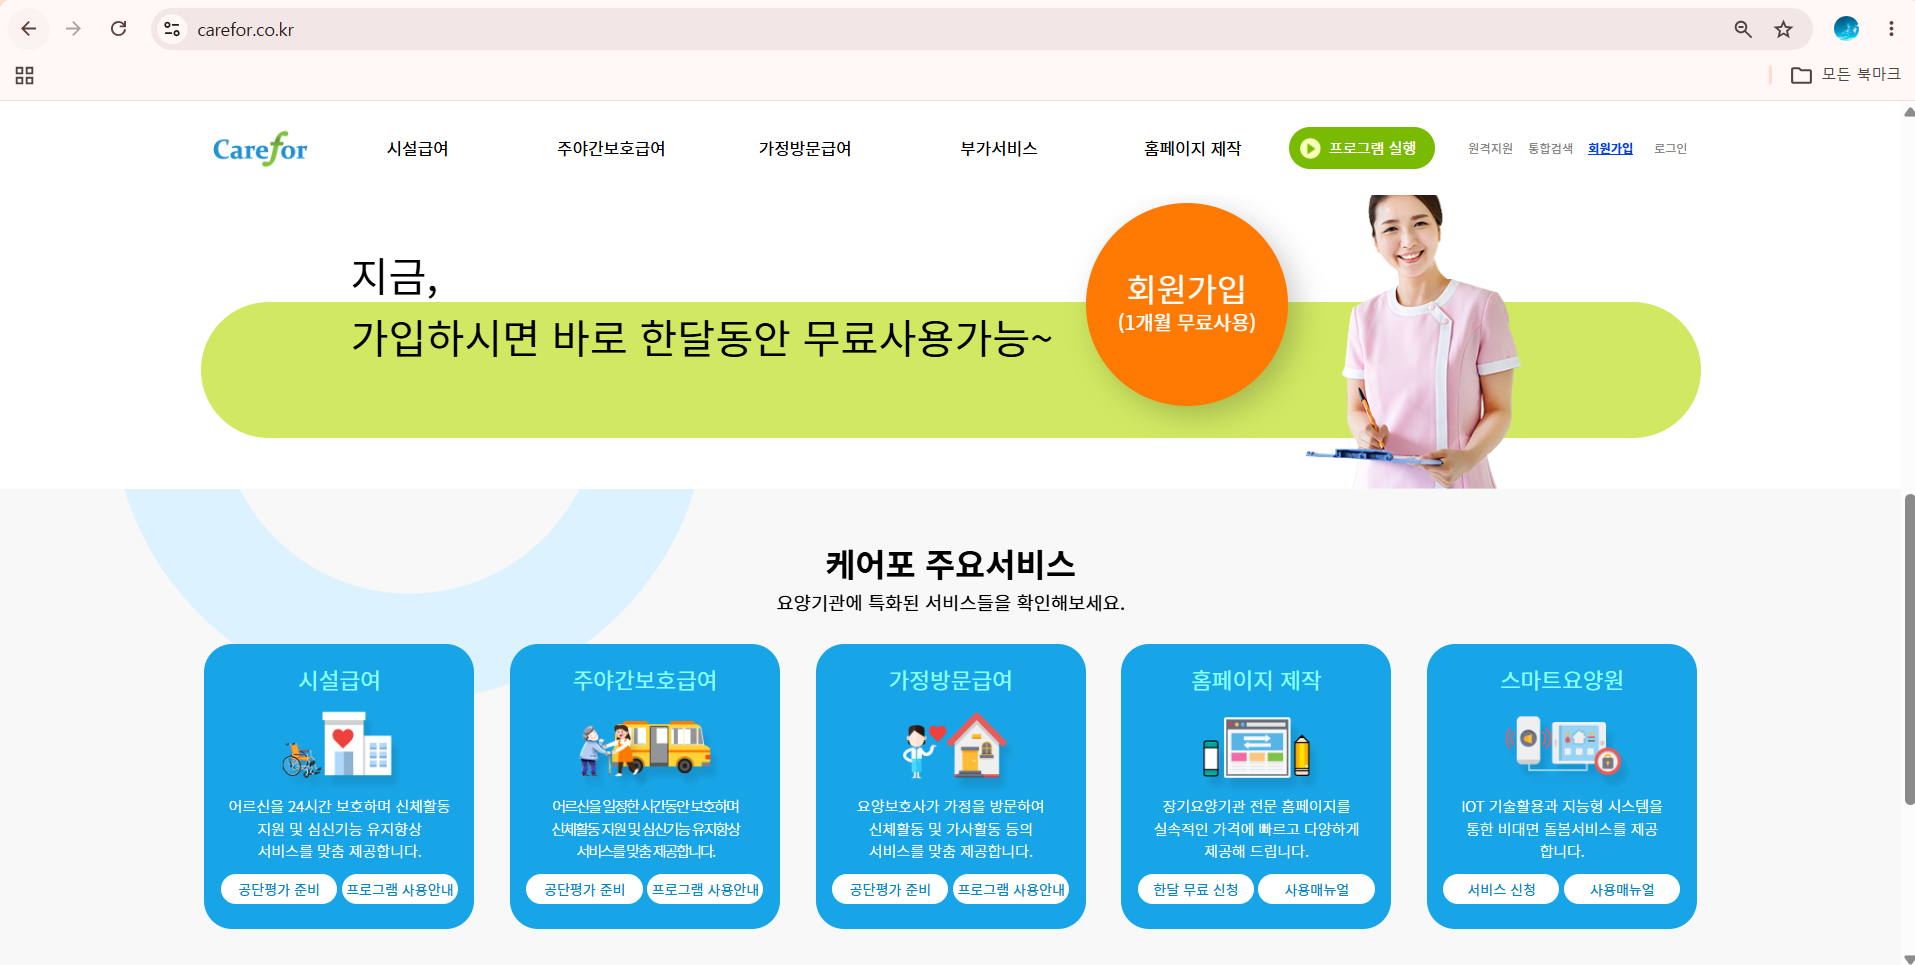 carefor.co.kr
모든 북마크
Carefor
시설급여
주야간보호급여
가정방문급여
부가서비스
홈페이지 제작
프로그램 실행
원격지원
통합검색
회원가입
로그인
지금,
가입하시면 바로 한달동안 무료사용가능~
회원가입
(1개월 무료사용)
케어포 주요서비스
요양기관에 특화된 서비스들을 확인해보세요.
시설급여
어르신을 24시간 보호하며 신체활동
지원 및 심신기능 유지향상
서비스를 맞춤 제공합니다.
공단평가 준비
프로그램 사용안내
주야간보호급여
어르신을 일정한 시간동안 보호하며
신체활동 지원 및 심신기능 유지향상
서비스를 맞춤 제공합니다.
공단평가 준비
프로그램 사용안내
가정방문급여
요양보호사가 가정을 방문하여
신체활동 및 가사활동 등의
서비스를 맞춤 제공합니다.
공단평가 준비
프로그램 사용안내
홈페이지 제작
장기요양기관 전문 홈페이지를
실속적인 가격에 빠르고 다양하게
제공해 드립니다.
한달 무료 신청
사용매뉴얼
스마트요양원
IOT 기술활용과 지능형 시스템을
통한 비대면 돌봄서비스를 제공
합니다.
서비스 신청
사용매뉴얼